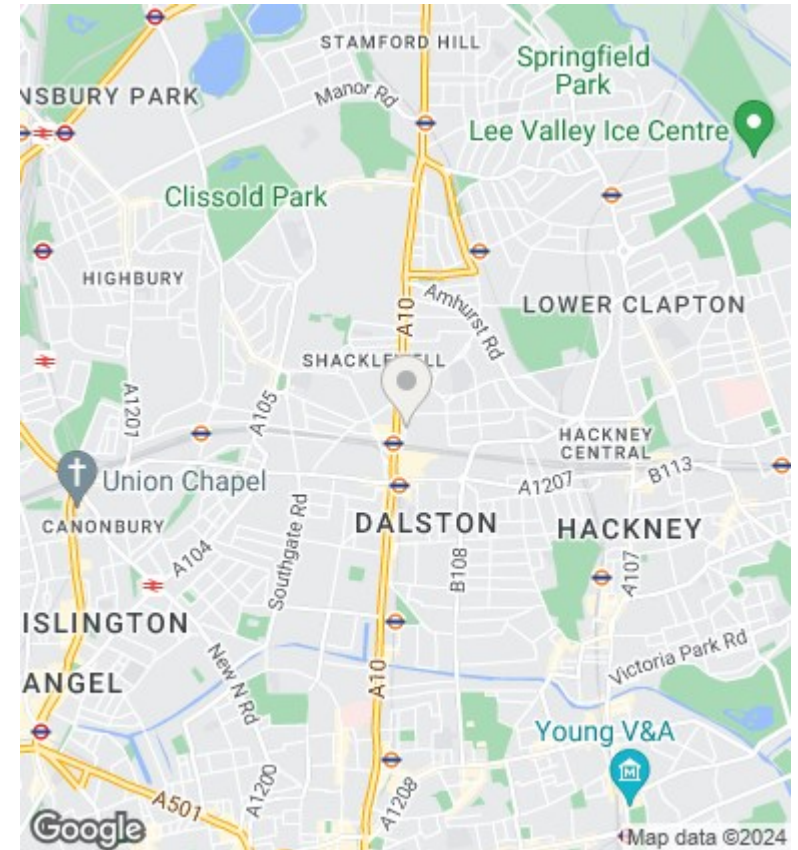 STAMFORD HILL
Springfield
Park
NSBURY PARK
Manor Rd
Lee Valley Ice Centre
Clissold Park
HIGHBURY
Amhurst Rd
LOWER CLAPTON
A10
SHACKLEWELL
A1207
A105
HACKNEY
CENTRAL
B113
Union Chapel
A1207
CANONBURY
DALSTON
HACKNEY
A104
Southgate Rd
B108
A107
ISLINGTON
New N Rd
Victoria Park Rd
ANGEL
A10
Young V&A
A501
A1200
A1208
Google
Map data ©2024